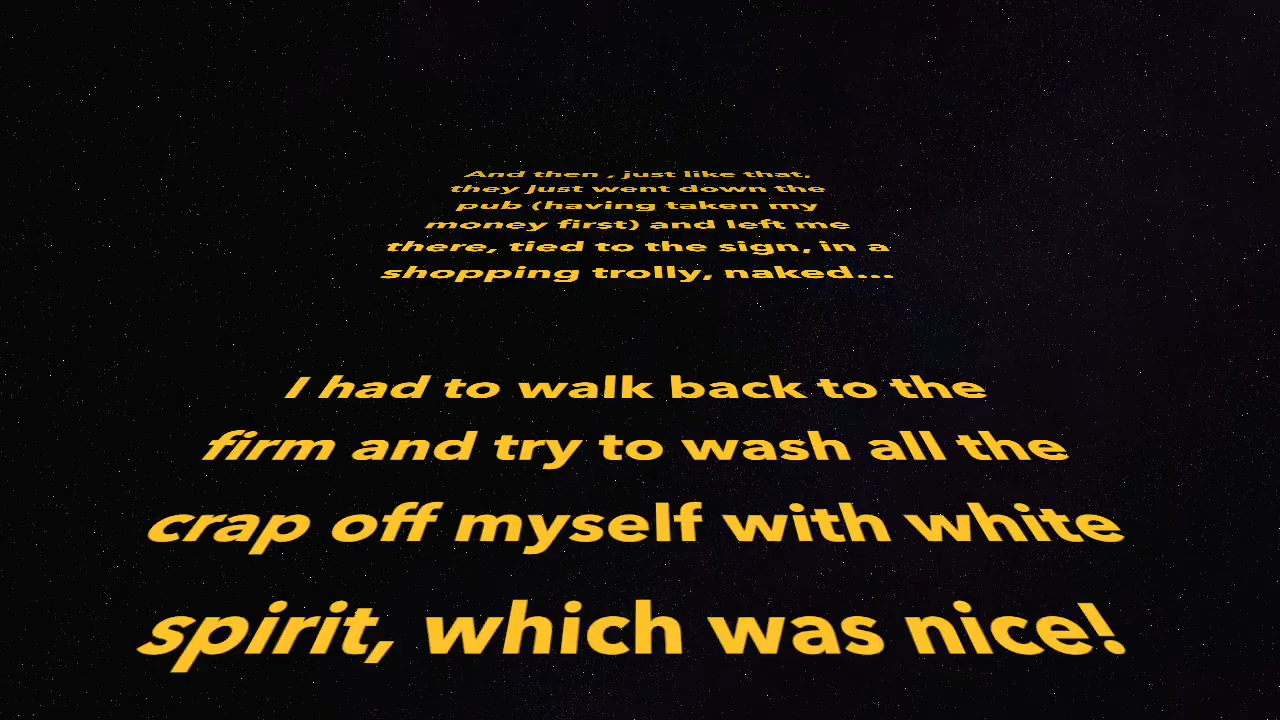 And then , just like that,
they just went down the
pub (having taken my
money first) and left me
there, tied to the sign, in a
shopping trolly, naked...
I had to walk back to the
firm and try to wash all the
crap off myself with white
spirit, which was nice!